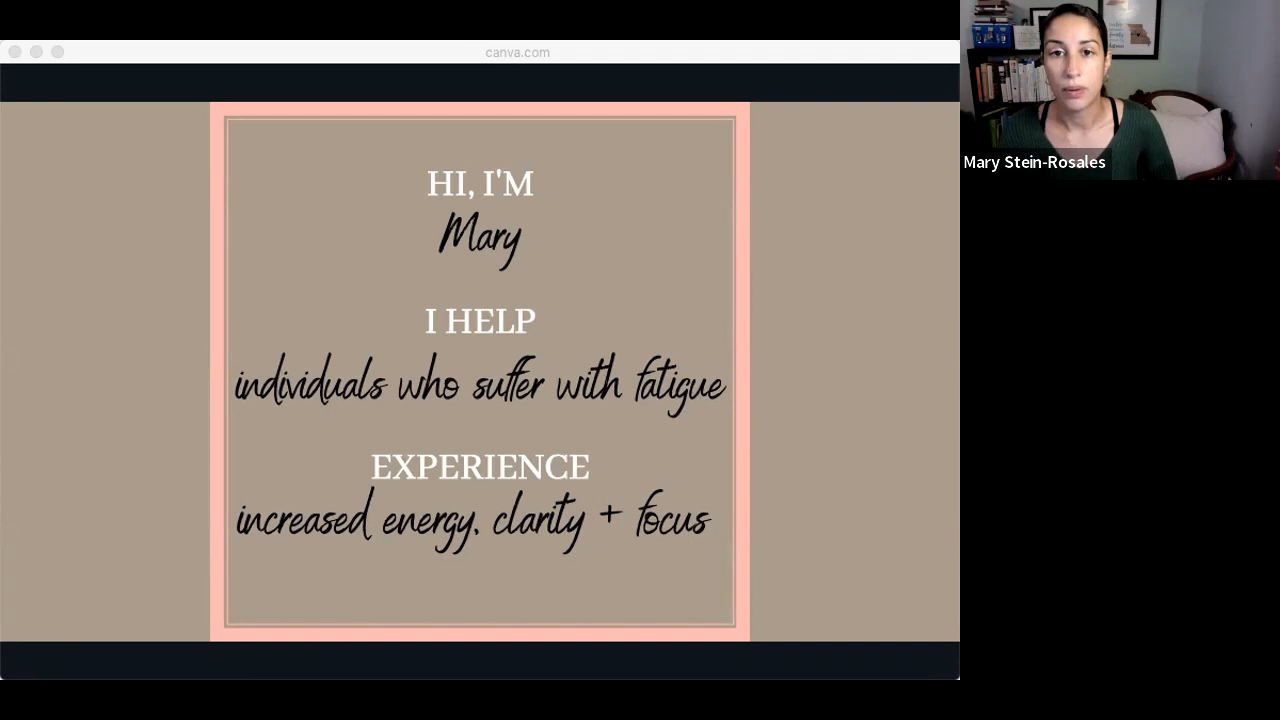 canva.com
HI, I'M
Mary
I HELP
individuals who suffer with fatigue
EXPERIENCE
increased energy, clarity + focus
Mary Stein-Rosales